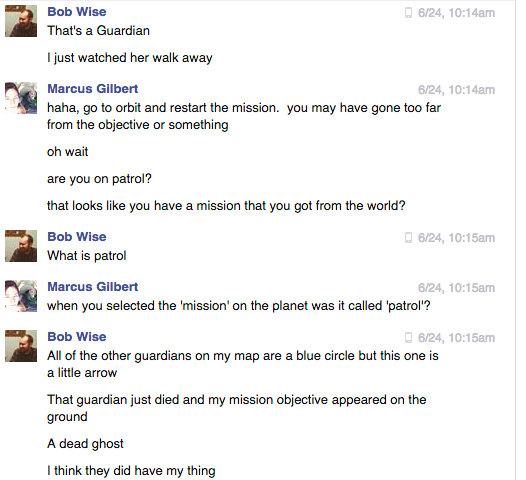 Bob Wise
6/24, 10:14am
That's a Guardian
I just watched her walk away
Marcus Gilbert
6/24, 10:14am
haha, go to orbit and restart the mission.  you may have gone too far
from the objective or something
oh wait
are you on patrol?
that looks like you have a mission that you got from the world?
Bob Wise
6/24, 10:15am
What is patrol
Marcus Gilbert
6/24, 10:15am
when you selected the 'mission' on the planet was it called 'patrol'?
Bob Wise
6/24, 10:15am
All of the other guardians on my map are a blue circle but this one is
a little arrow
That guardian just died and my mission objective appeared on the
ground
A dead ghost
I think they did have my thing